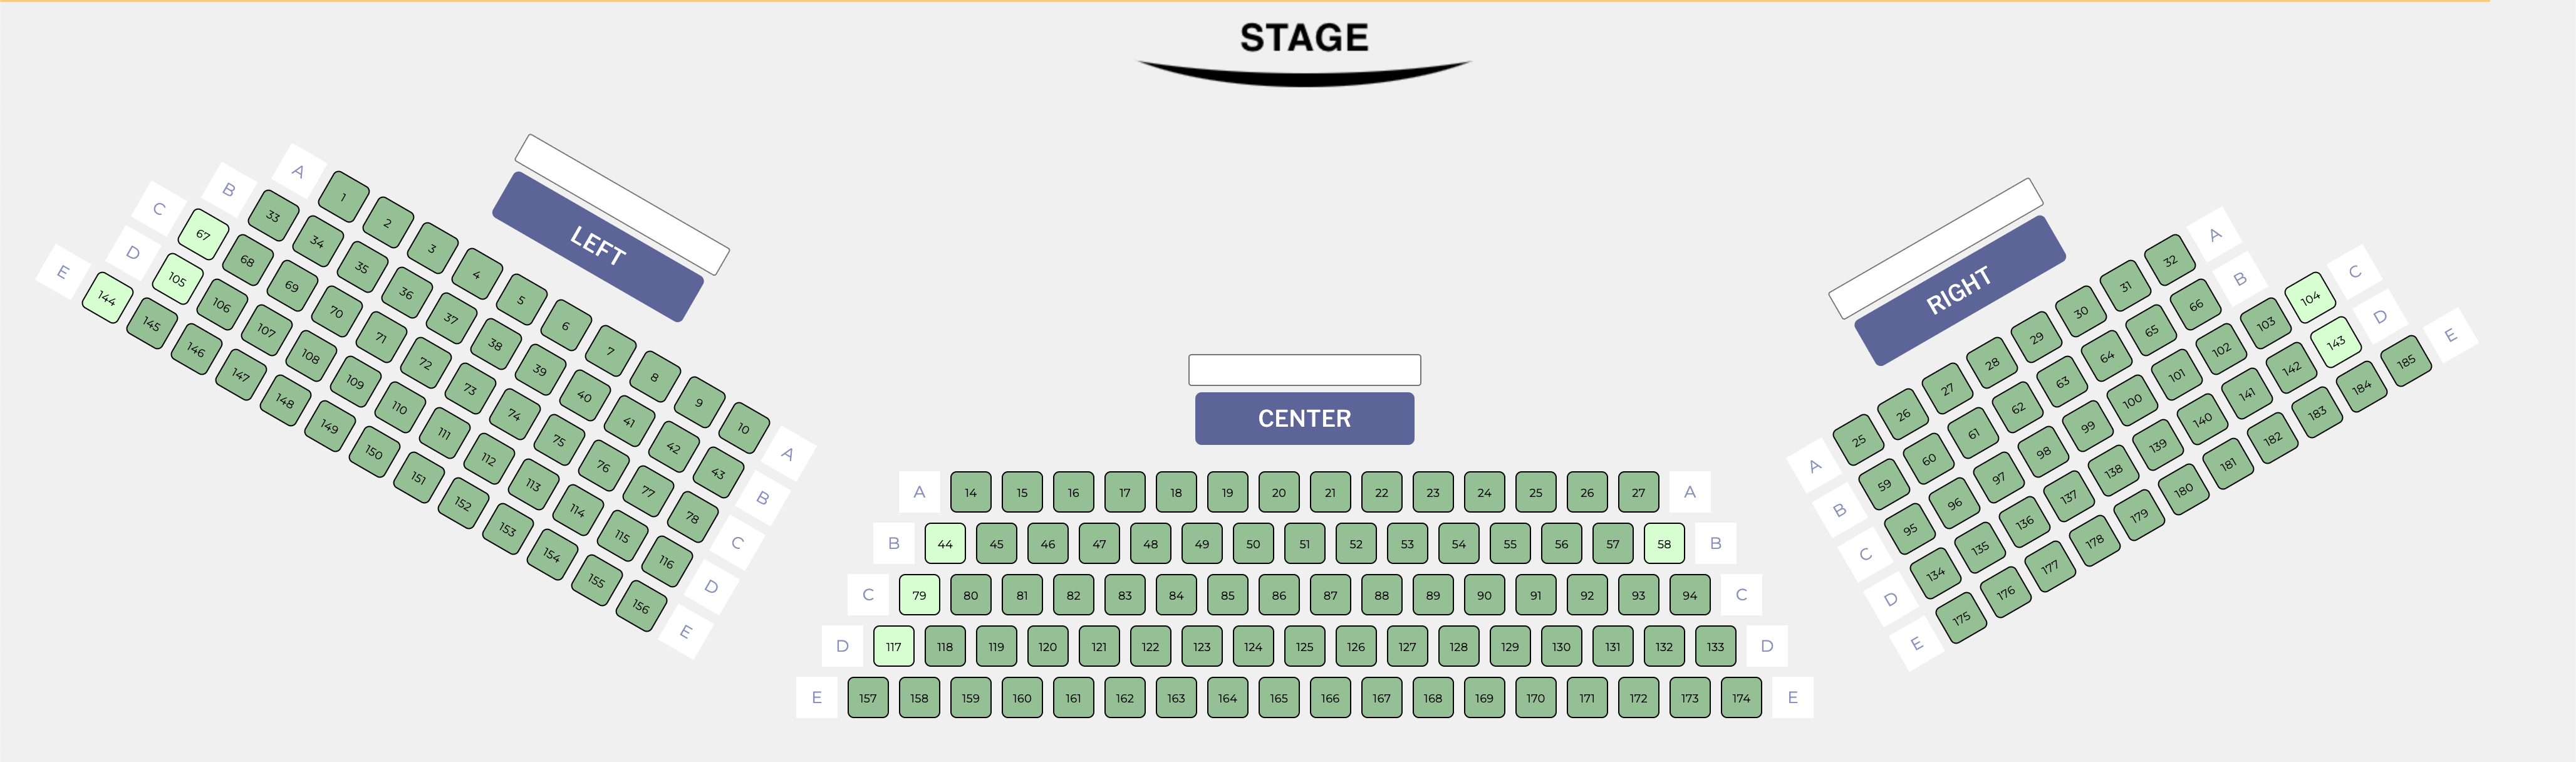 STAGE
LEFT
A 1 2 3 4 5 6 7 8 9 10 A
B 33 34 35 36 37 38 39 40 41 42 43 B
C 67 68 69 70 71 72 73 74 75 76 77 78 C
D 105 106 107 108 109 110 111 112 113 114 115 116 D
E 144 145 146 147 148 149 150 151 152 153 154 155 156 E
CENTER
A 14 15 16 17 18 19 20 21 22 23 24 25 26 27 A
B 44 45 46 47 48 49 50 51 52 53 54 55 56 57 58 B
C 79 80 81 82 83 84 85 86 87 88 89 90 91 92 93 94 C
D 117 118 119 120 121 122 123 124 125 126 127 128 129 130 131 132 133 D
E 157 158 159 160 161 162 163 164 165 166 167 168 169 170 171 172 173 174 E
RIGHT
A 25 26 27 28 29 30 31 32 A
B 59 60 61 62 63 64 65 66 B
C 95 96 97 98 99 100 101 102 103 104 C
D 134 135 136 137 138 139 140 141 142 143 D
E 175 176 177 178 179 180 181 182 183 184 185 E